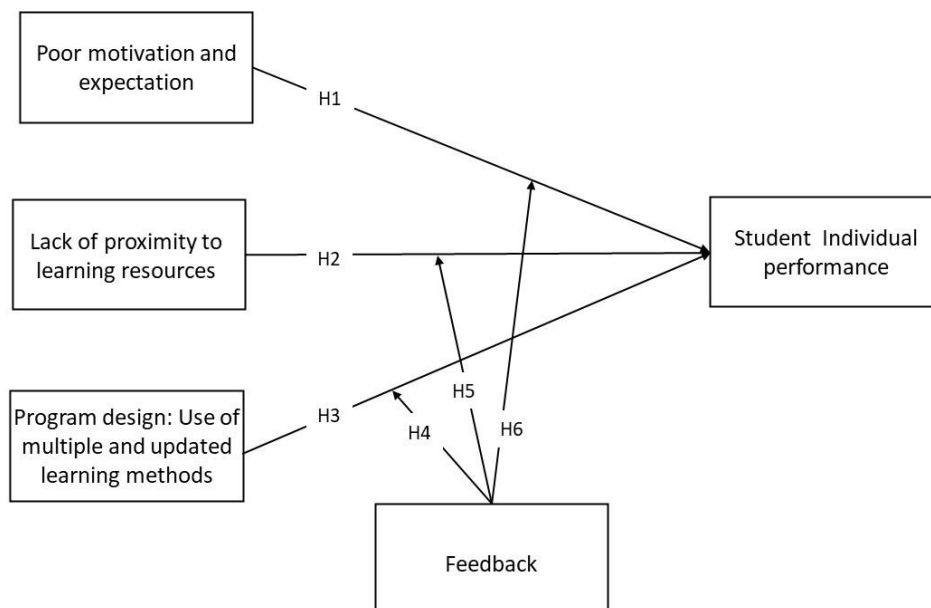 Poor motivation and
expectation
H1
Lack of proximity to
learning resources
H2
Student Individual
performance
Program design: Use of
multiple and updated
learning methods
H3
H4
H5
H6
Feedback